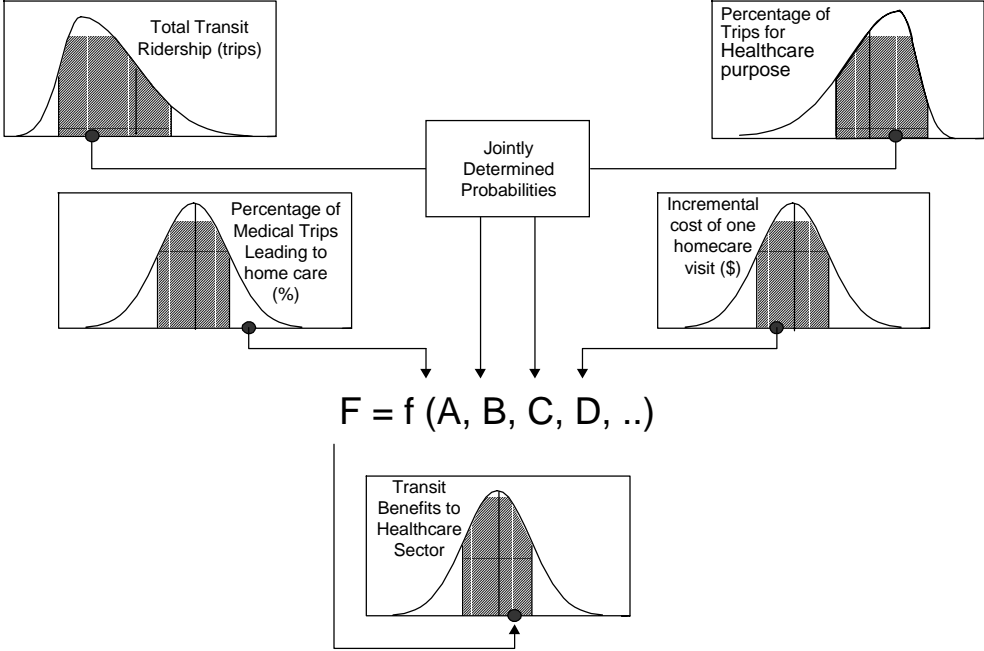 Total Transit
Ridership (trips)
Percentage of
Trips for
Healthcare
purpose
Jointly
Determined
Probabilities
Percentage of
Medical Trips
Leading to
home care
(%)
Incremental
cost of one
homecare
visit ($)
F = f (A, B, C, D, ..)
Transit
Benefits to
Healthcare
Sector